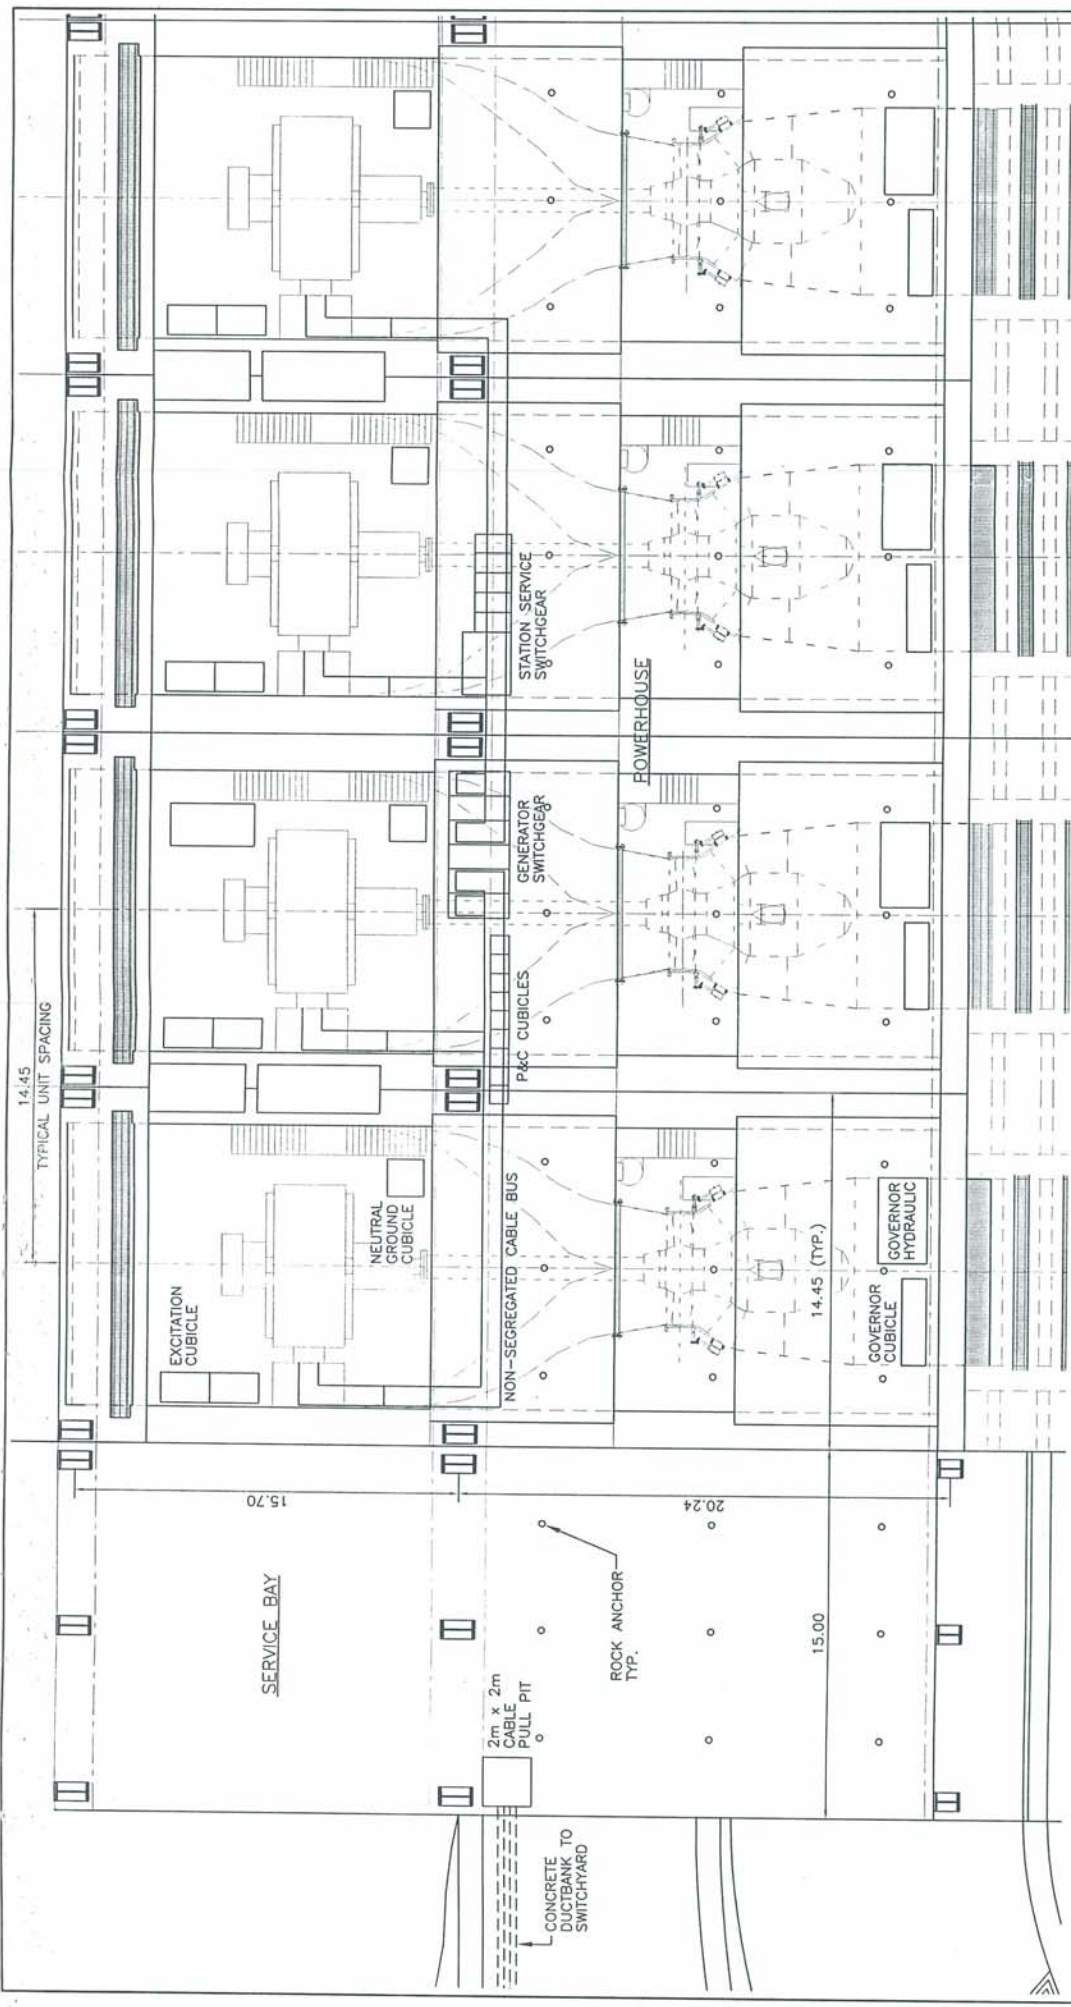 14.45
TYPICAL UNIT SPACING
EXCITATION
CUBICLE
NEUTRAL
GROUND
CUBICLE
STATION SERVICE
SWITCHGEAR
GENERATOR
SWITCHGEAR
P&C CUBICLES
NON-SEGREGATED CABLE BUS
POWERHOUSE
14.45 (TYP.)
GOVERNOR
CUBICLE
GOVERNOR
HYDRAULIC
15.70
20.24
SERVICE BAY
ROCK ANCHOR
TYP.
15.00
2m x 2m
CABLE
PULL PIT
CONCRETE
DUCTBANK TO
SWITCHYARD